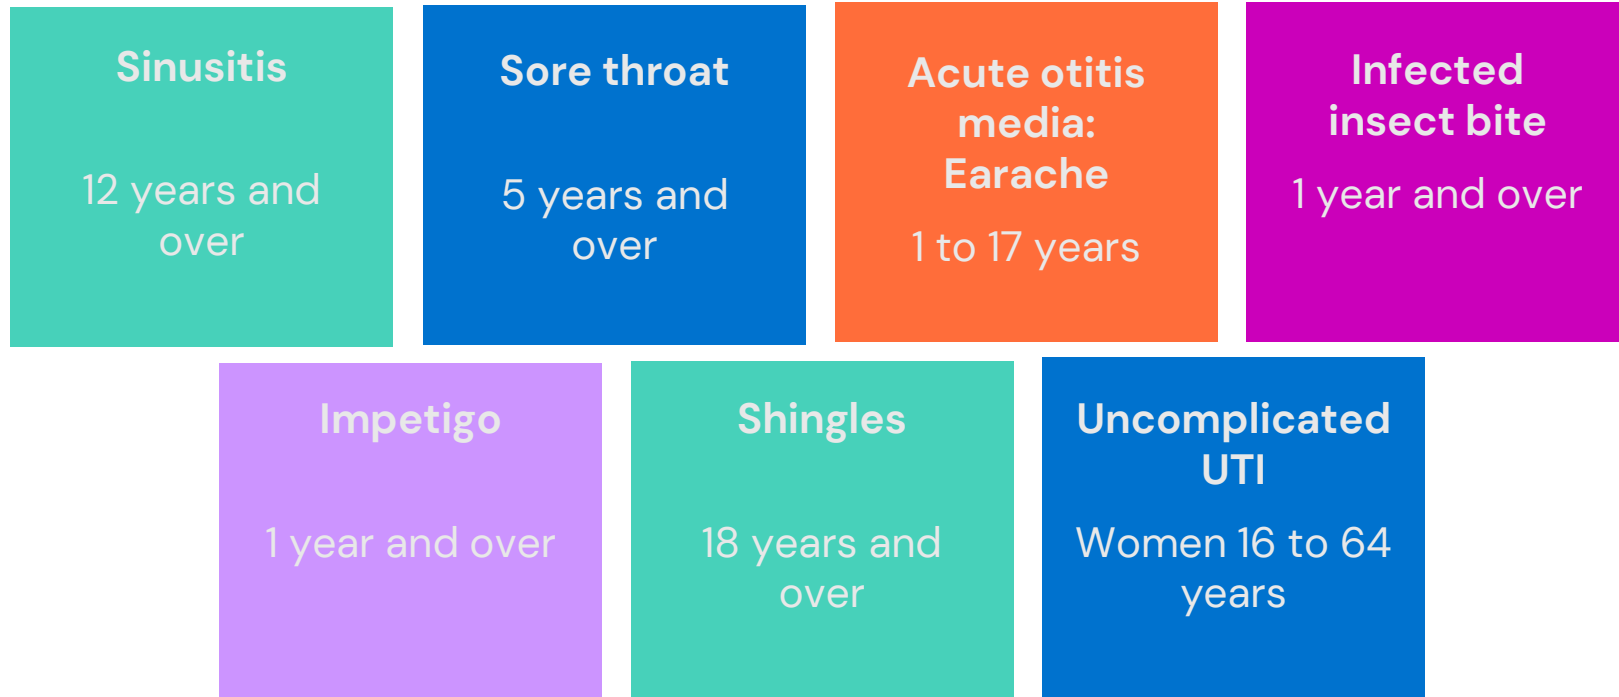 Sinusitis
12 years and
over
Sore throat
5 years and
over
Acute otitis
media:
Earache
1 to 17 years
Infected
insect bite
1 year and over
Impetigo
1 year and over
Shingles
18 years and
over
Uncomplicated
UTI
Women 16 to 64
years